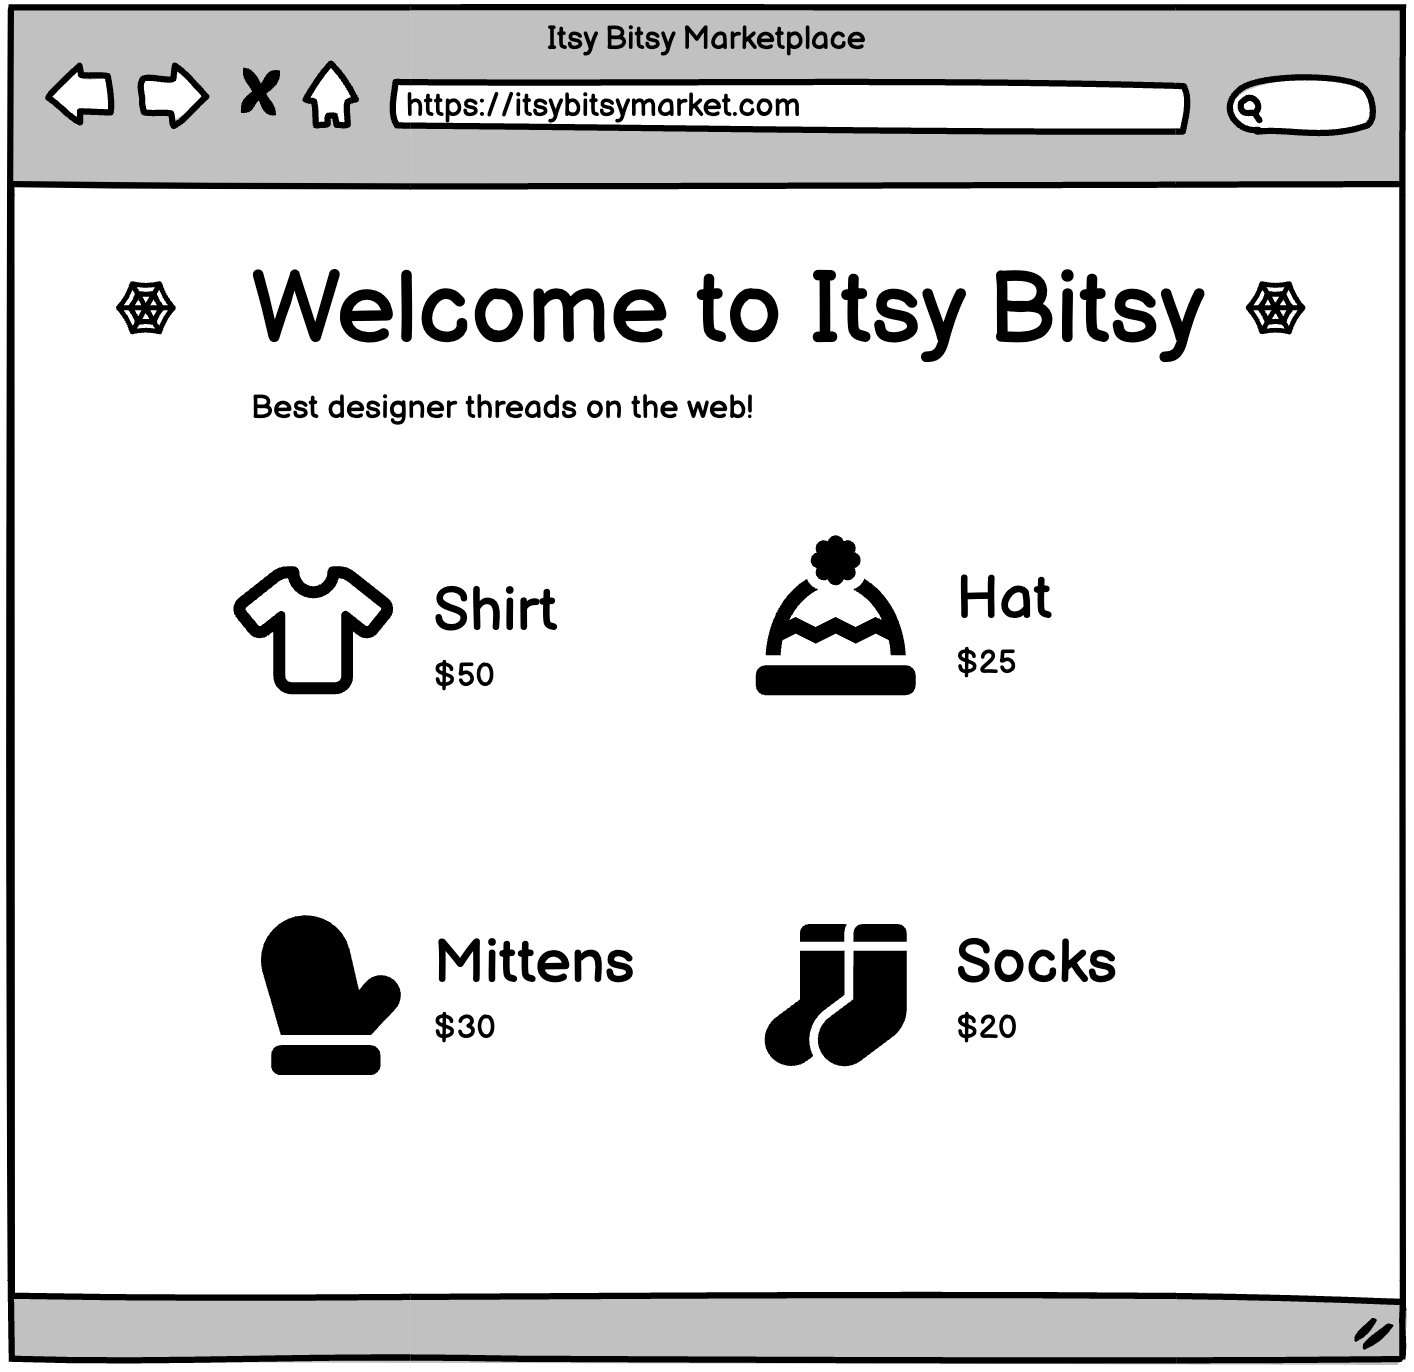 Itsy Bitsy Marketplace
https://itsybitsymarket.com
Welcome to Itsy Bitsy
Best designer threads on the web!
Shirt
$50
Hat
$25
Mittens
$30
Socks
$20